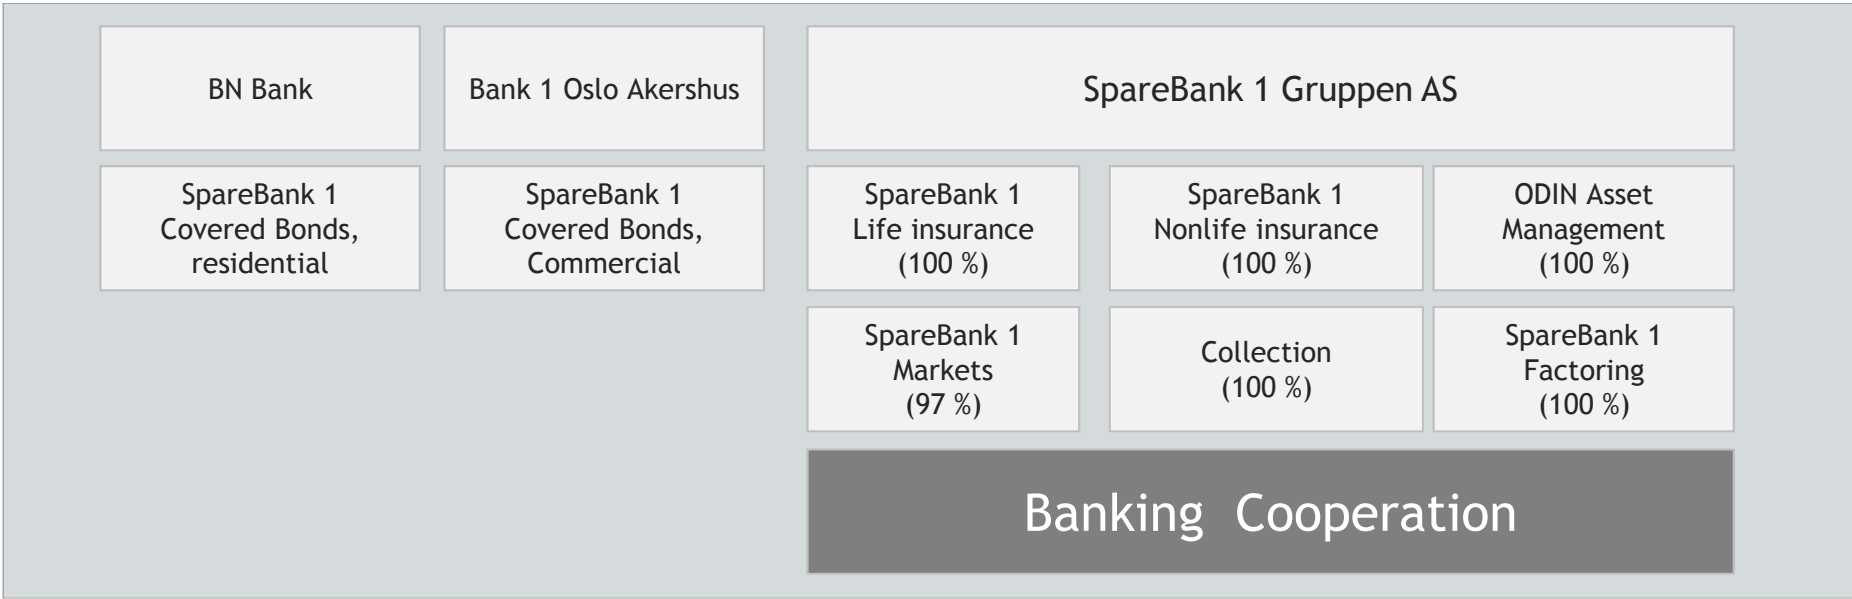 BN Bank
Bank 1 Oslo Akershus
SpareBank 1 Gruppen AS
SpareBank 1
Covered Bonds,
residential
SpareBank 1
Covered Bonds,
Commercial
SpareBank 1
Life insurance
(100 %)
SpareBank 1
Nonlife insurance
(100 %)
ODIN Asset
Management
(100 %)
SpareBank 1
Markets
(97 %)
Collection
(100 %)
SpareBank 1
Factoring
(100 %)
Banking Cooperation